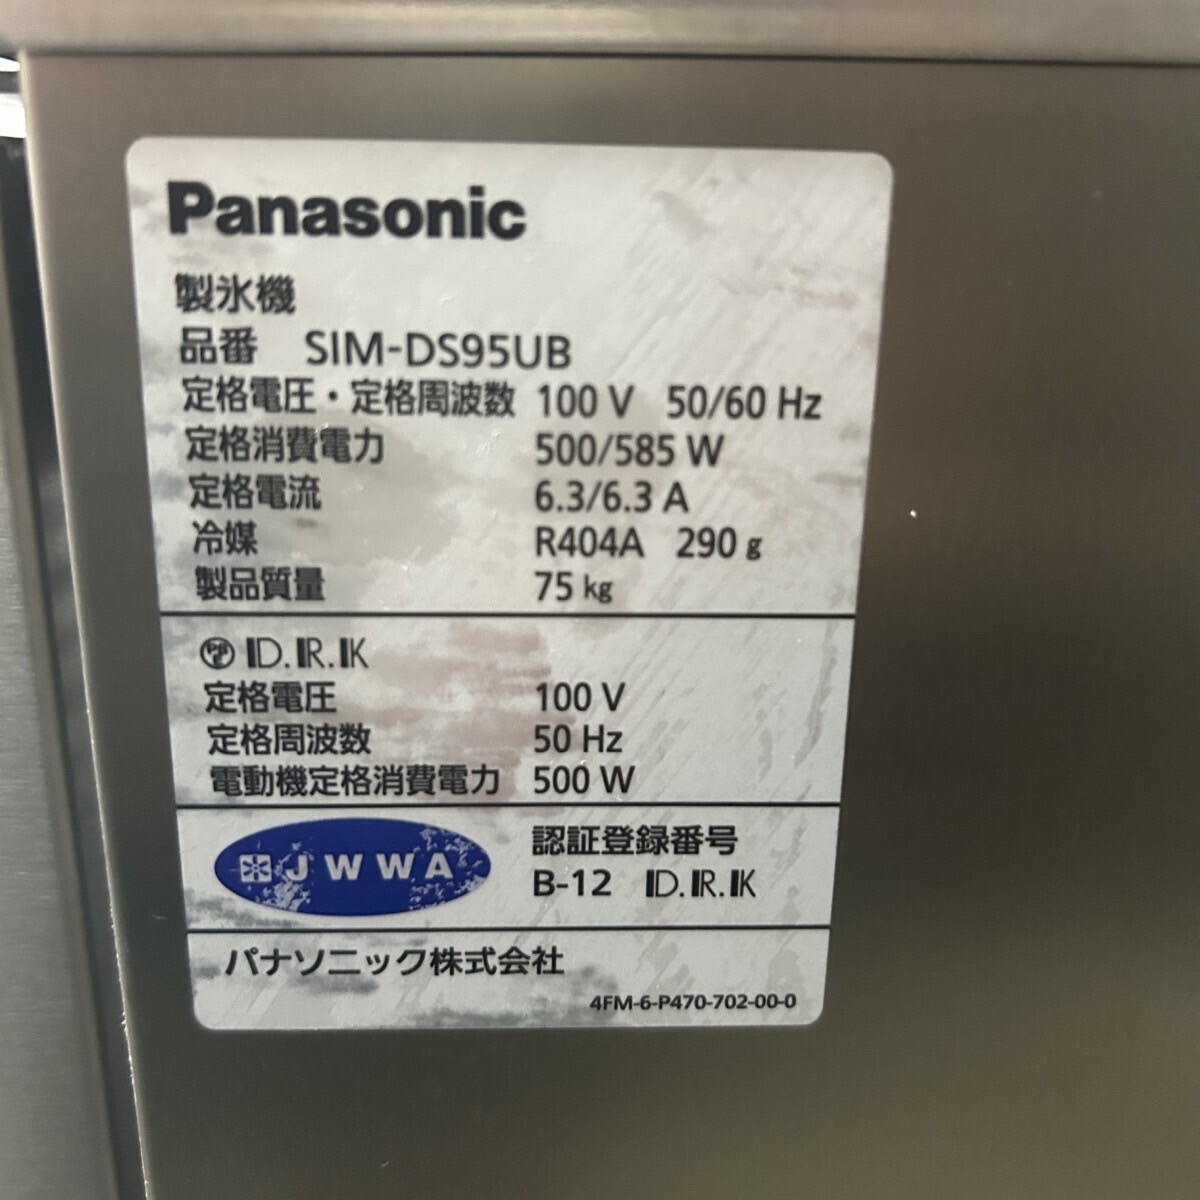 Panasonic
製氷機
品番 SIM-DS95UB
定格電圧・定格周波数 100 V 50/60 Hz
定格消費電力 500/585 W
定格電流 6.3/6.3 A
冷媒 R404A 290 g
製品質量 75 kg
PSE D.R.K
定格電圧 100 V
定格周波数 50 Hz
電動機定格消費電力 500 W
JWWA 認証登録番号
B-12 D.R.K
パナソニック株式会社
4FM-6-P470-702-00-0